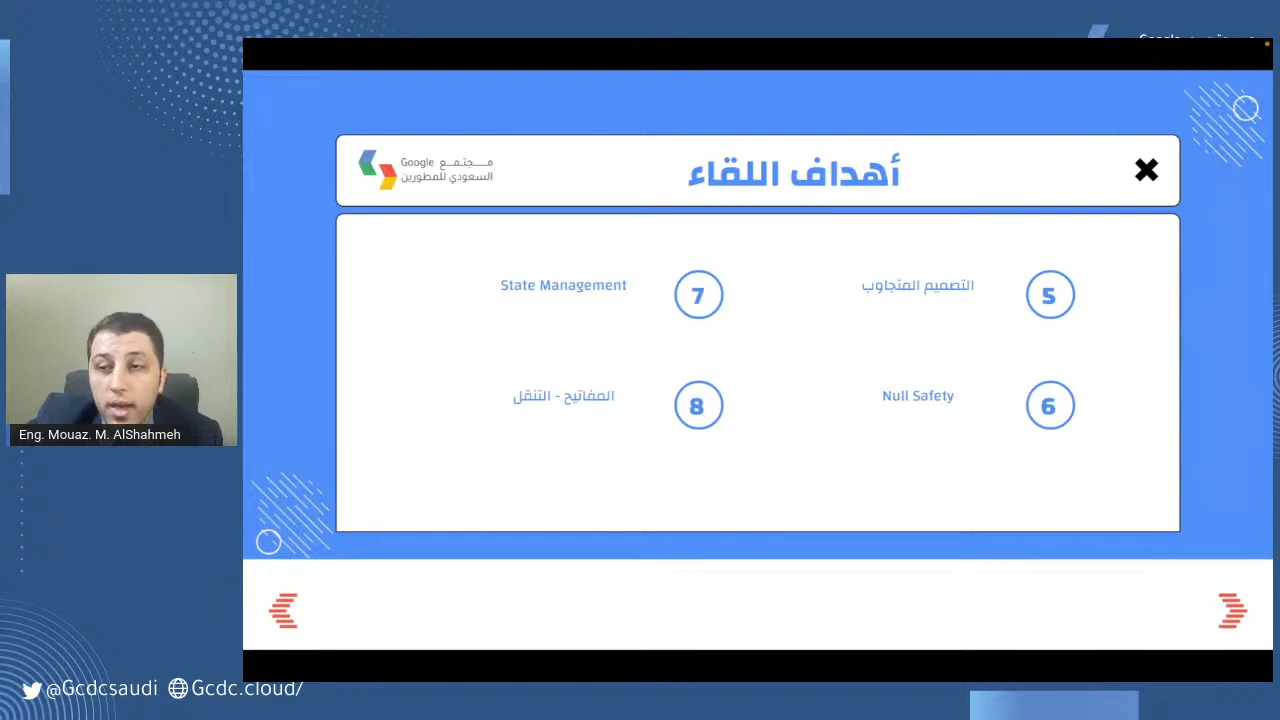 Google مجتمع
السعودي للمطورين
أهداف اللقاء
5
التصميم المتجاوب
7
State Management
6
Null Safety
8
المفاتيح - التنقل
Eng. Mouaz. M. AlShahmeh
@Gcdcsaudi
Gcdc.cloud/